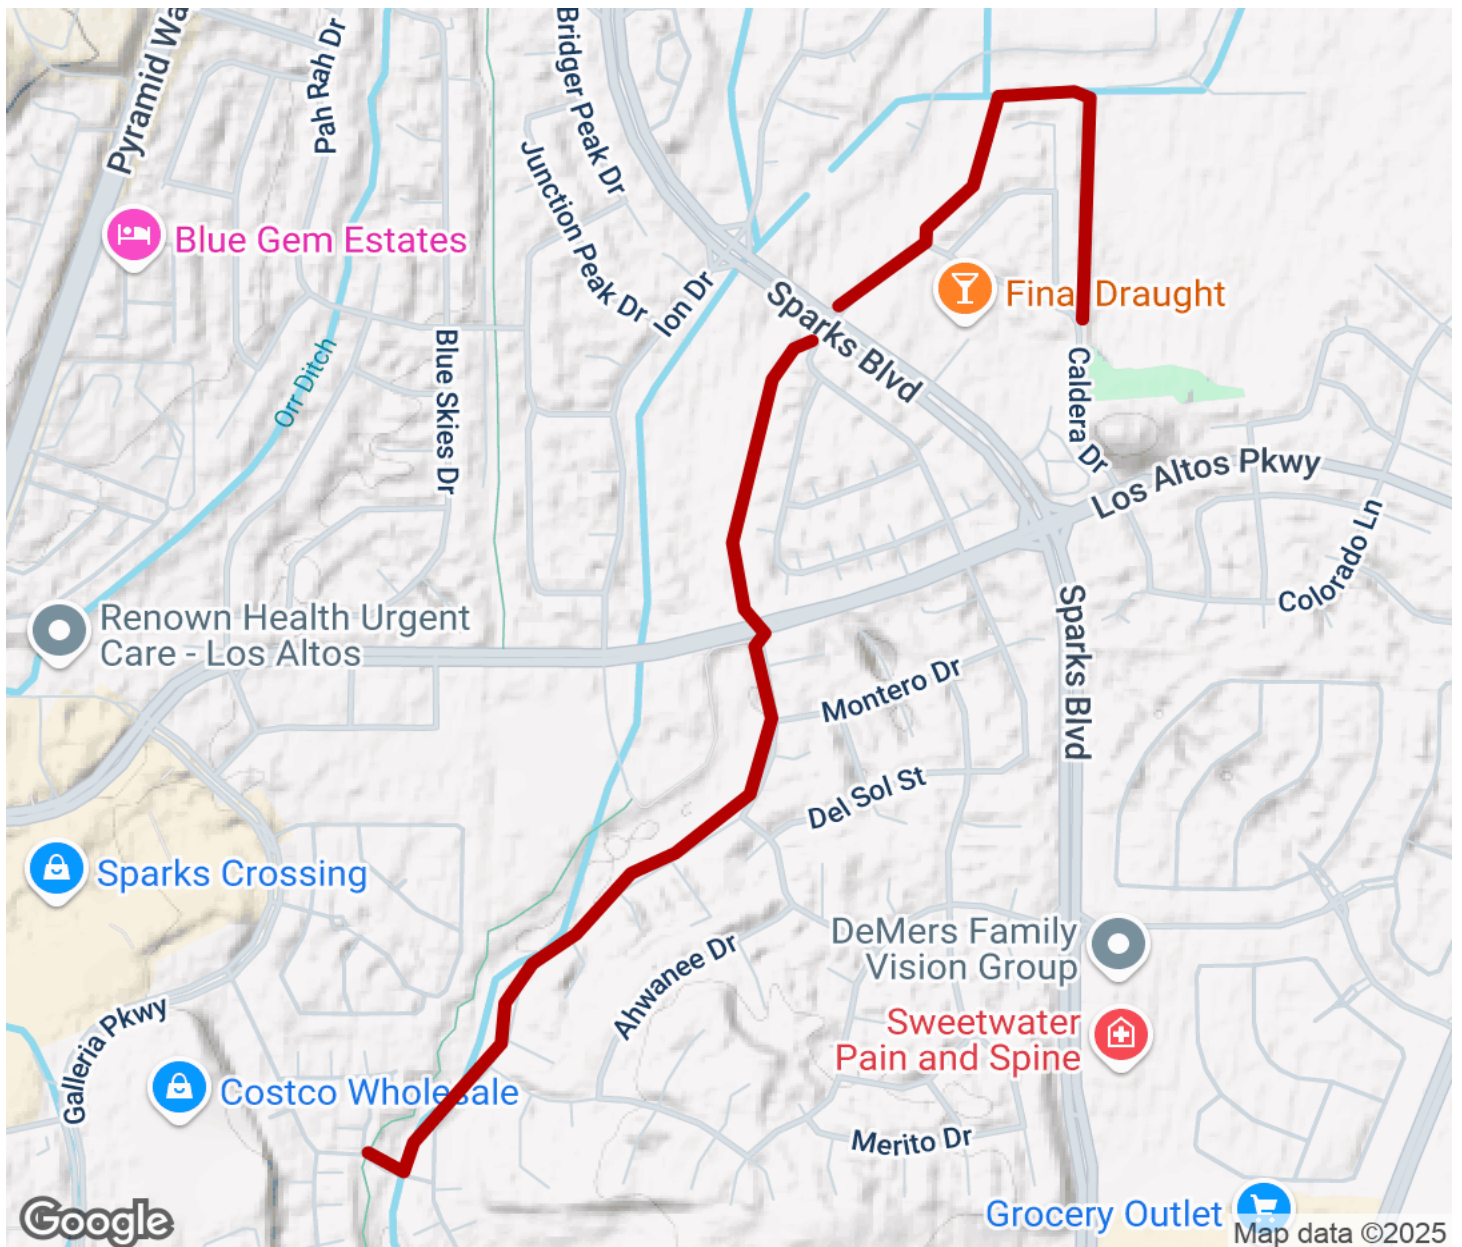 Pyramid Wa
Pah Rah Dr
Bridger Peak Dr
Junction Peak Dr
Blue Gem Estates
Ion Dr
Sparks Blvd
Final Draught
Orr Ditch
Blue Skies Dr
Caldera Dr
Los Altos Pkwy
Colorado Ln
Renown Health Urgent
Care - Los Altos
Sparks Blvd
Montero Dr
Del Sol St
Sparks Crossing
DeMers Family
Vision Group
Ahwanee Dr
Galleria Pkwy
Sweetwater
Pain and Spine
Costco Wholesale
Merito Dr
Grocery Outlet
Google
Map data ©2025